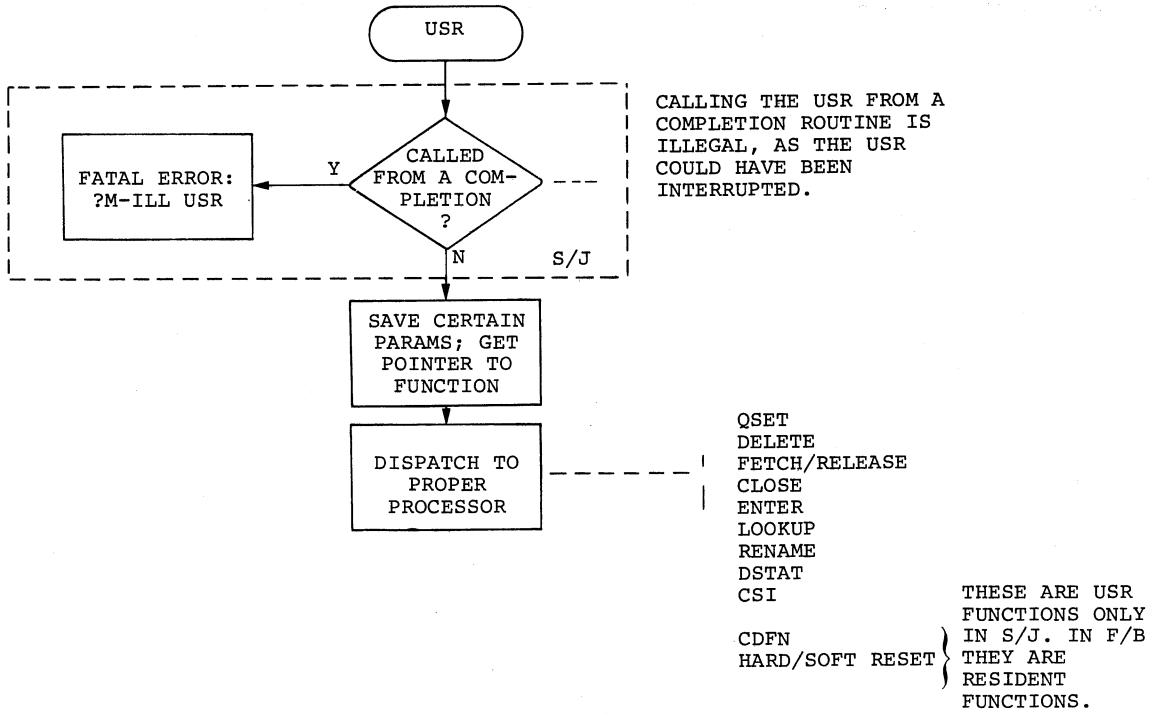 USR
CALLING THE USR FROM A
COMPLETION ROUTINE IS
ILLEGAL, AS THE USR
COULD HAVE BEEN
INTERRUPTED.
CALLED
FROM A COM-
PLETION
?
Y
FATAL ERROR:
?M-ILL USR
N
S/J
SAVE CERTAIN
PARAMS; GET
POINTER TO
FUNCTION
DISPATCH TO
PROPER
PROCESSOR
QSET
DELETE
FETCH/RELEASE
CLOSE
ENTER
LOOKUP
RENAME
DSTAT
CSI
CDFN
HARD/SOFT RESET
THESE ARE USR
FUNCTIONS ONLY
IN S/J. IN F/B
THEY ARE
RESIDENT
FUNCTIONS.